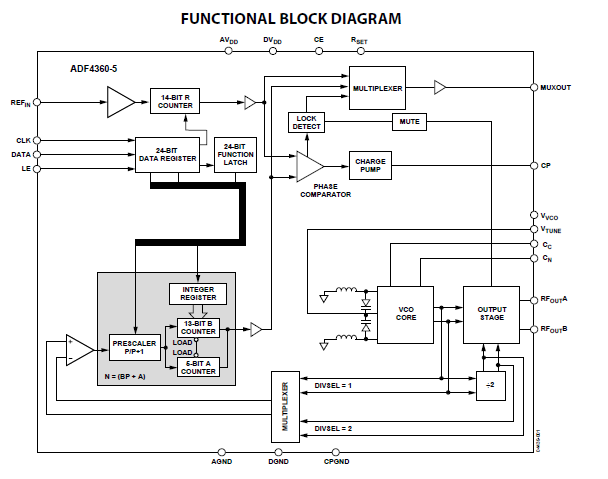 FUNCTIONAL BLOCK DIAGRAM
AVDD
DVDD
CE
RSET
ADF4360-5
REFIN
14-BIT R
COUNTER
MULTIPLEXER
MUXOUT
LOCK
DETECT
MUTE
CLK
DATA
LE
24-BIT
DATA REGISTER
24-BIT
FUNCTION
LATCH
CHARGE
PUMP
CP
PHASE
COMPARATOR
VVCO
VTUNE
CC
CN
INTEGER
REGISTER
13-BIT B
COUNTER
PRESCALER
P/P+1
LOAD
LOAD
5-BIT A
COUNTER
N = (BP + A)
+
−
VCO
CORE
OUTPUT
STAGE
RFOUTA
RFOUTB
MULTIPLEXER
DIVSEL = 1
÷2
DIVSEL = 2
AGND
DGND
CPGND